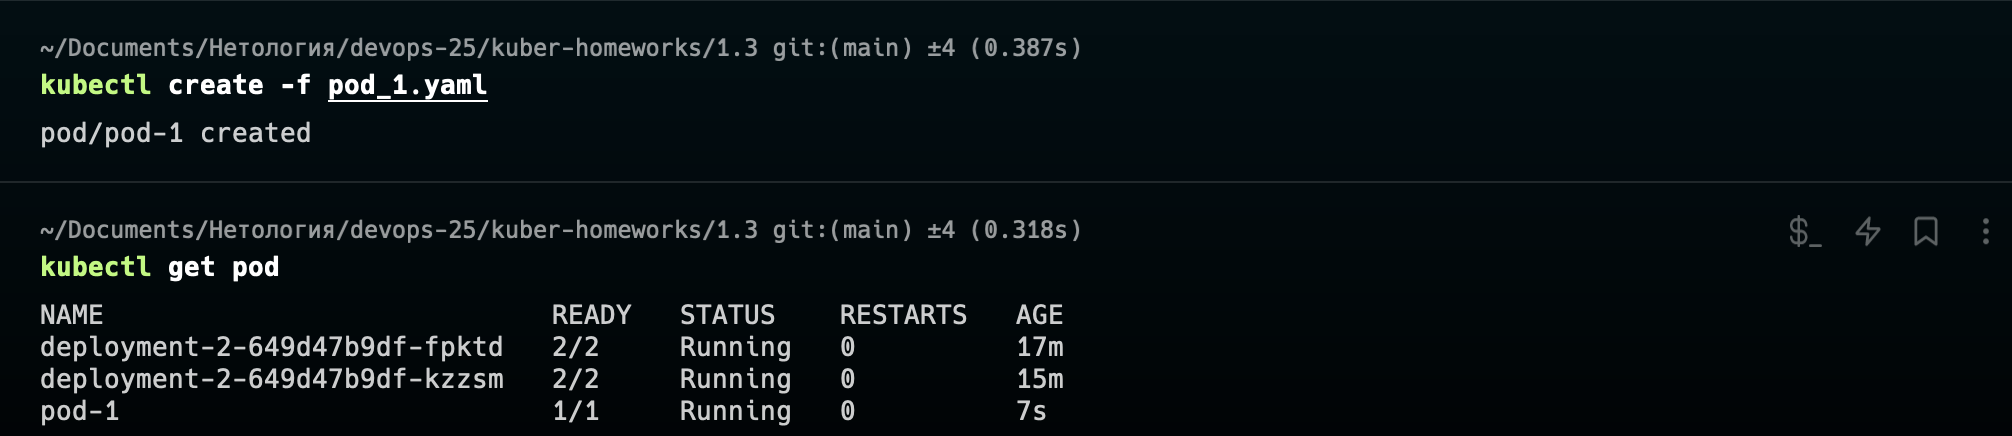 ~/Documents/Нетология/devops-25/kuber-homeworks/1.3 git:(main) ±4 (0.387s)
kubectl create -f pod_1.yaml
pod/pod-1 created
~/Documents/Нетология/devops-25/kuber-homeworks/1.3 git:(main) ±4 (0.318s)
$_
kubectl get pod
NAME READY STATUS RESTARTS AGE
deployment-2-649d47b9df-fpktd 2/2 Running 0 17m
deployment-2-649d47b9df-kzzsm 2/2 Running 0 15m
pod-1 1/1 Running 0 7s